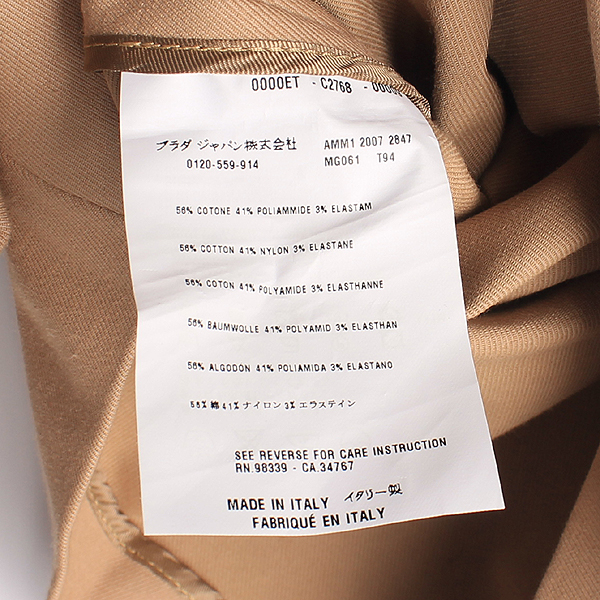 0000ET - C2768
プラダ ジャパン株式会社 AMM1 2007 2847
0120-559-914 MG061 T94
56% COTONE 41% POLIAMMIDE 3% ELASTAM
56% COTTON 41% NYLON 3% ELASTANE
56% COTON 41% POLYAMIDE 3% ELASTHANNE
56% BAUMWOLLE 41% POLYAMID 3% ELASTHAN
56% ALGODON 41% POLIAMIDA 3% ELASTANO
56% 綿 41% ナイロン 3% エラステイン
SEE REVERSE FOR CARE INSTRUCTION
RN.98339 - CA.34767
MADE IN ITALY イタリー製
FABRIQUÉ EN ITALY